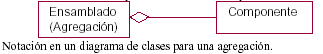 Ensamblado
(Agregación)
Componente
Notación en un diagrama de clases para una agregación.